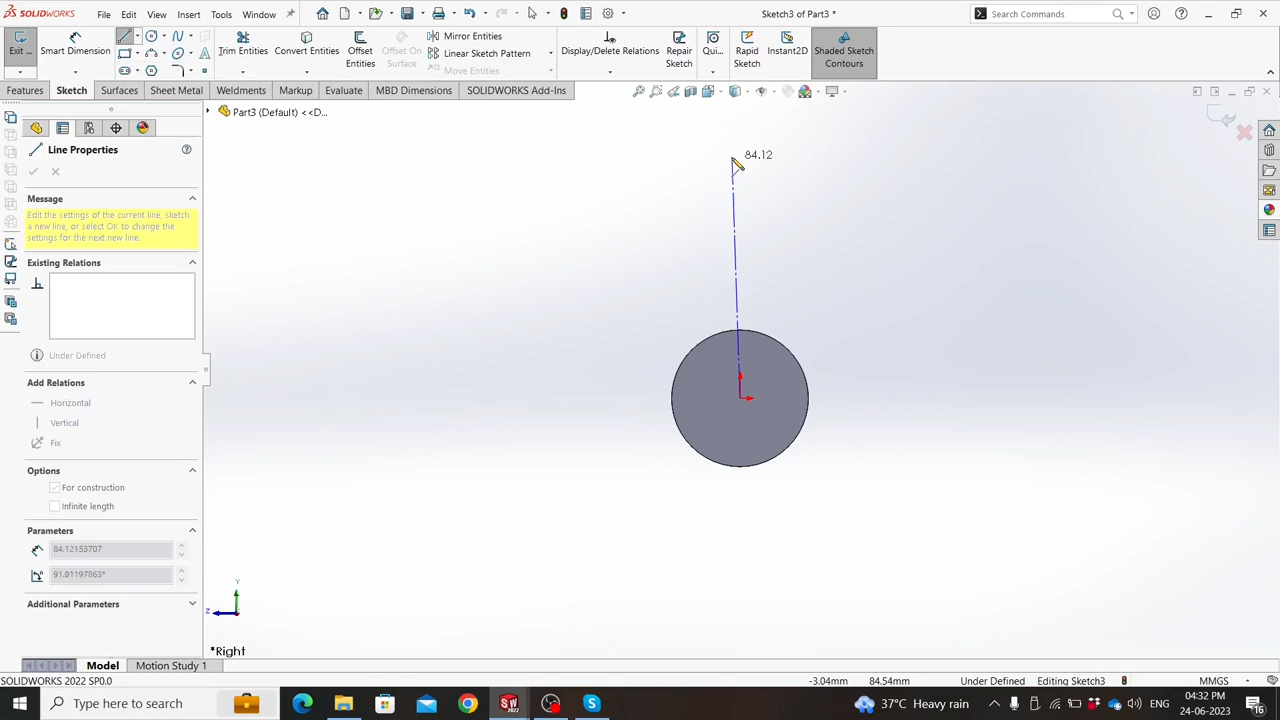 SOLIDWORKS
File Edit View Insert Tools Window
Sketch3 of Part3 *
Search Commands
Exit ...
Smart Dimension
Trim Entities
Convert Entities
Offset Entities
Offset On Surface
Mirror Entities
Linear Sketch Pattern
Move Entities
Display/Delete Relations
Repair Sketch
Qui...
Rapid Sketch
Instant2D
Shaded Sketch Contours
Features Sketch Surfaces Sheet Metal Weldments Markup Evaluate MBD Dimensions SOLIDWORKS Add-Ins
Part3 (Default) <<D...
Line Properties
Message
Edit the settings of the current line, sketch
a new line, or select OK to change the
settings for the next new line.
Existing Relations
Under Defined
Add Relations
Horizontal
Vertical
Fix
Options
For construction
Infinite length
Parameters
84.12153707
91.91197863°
Additional Parameters
84.12
Y
Z
*Right
Model Motion Study 1
SOLIDWORKS 2022 SP0.0
-3.04mm 84.54mm Under Defined Editing Sketch3 MMGS
Type here to search
37°C Heavy rain
ENG
04:32 PM
24-06-2023